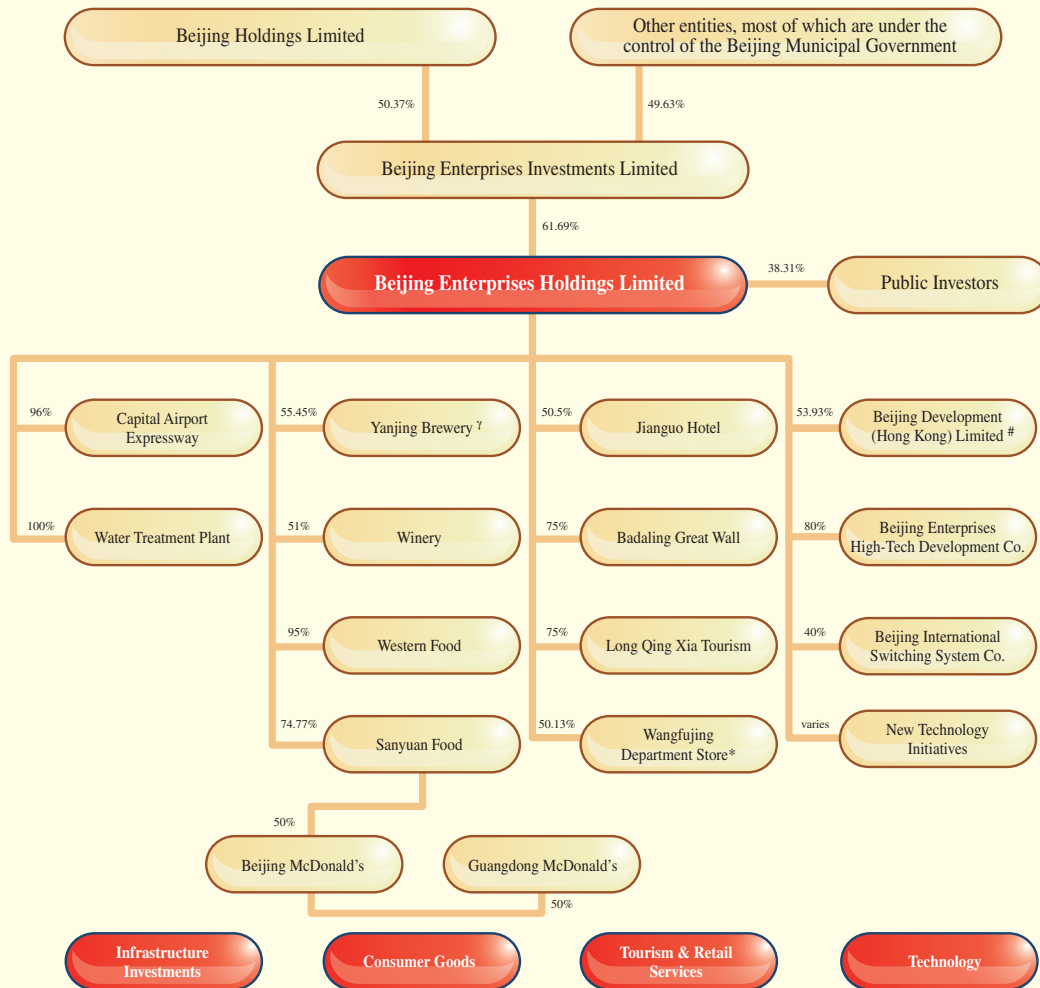 Beijing Holdings Limited
Other entities, most of which are under the
control of the Beijing Municipal Government
50.37%
49.63%
Beijing Enterprises Investments Limited
61.69%
Beijing Enterprises Holdings Limited
38.31%
Public Investors
96%
Capital Airport
Expressway
55.45%
Yanjing Brewery γ
50.5%
Jianguo Hotel
53.93%
Beijing Development
(Hong Kong) Limited #
100%
Water Treatment Plant
51%
Winery
75%
Badaling Great Wall
80%
Beijing Enterprises
High-Tech Development Co.
95%
Western Food
75%
Long Qing Xia Tourism
40%
Beijing International
Switching System Co.
74.77%
Sanyuan Food
50.13%
Wangfujing
Department Store*
varies
New Technology
Initiatives
50%
Beijing McDonald's
Guangdong McDonald's
50%
Infrastructure
Investments
Consumer Goods
Tourism & Retail
Services
Technology